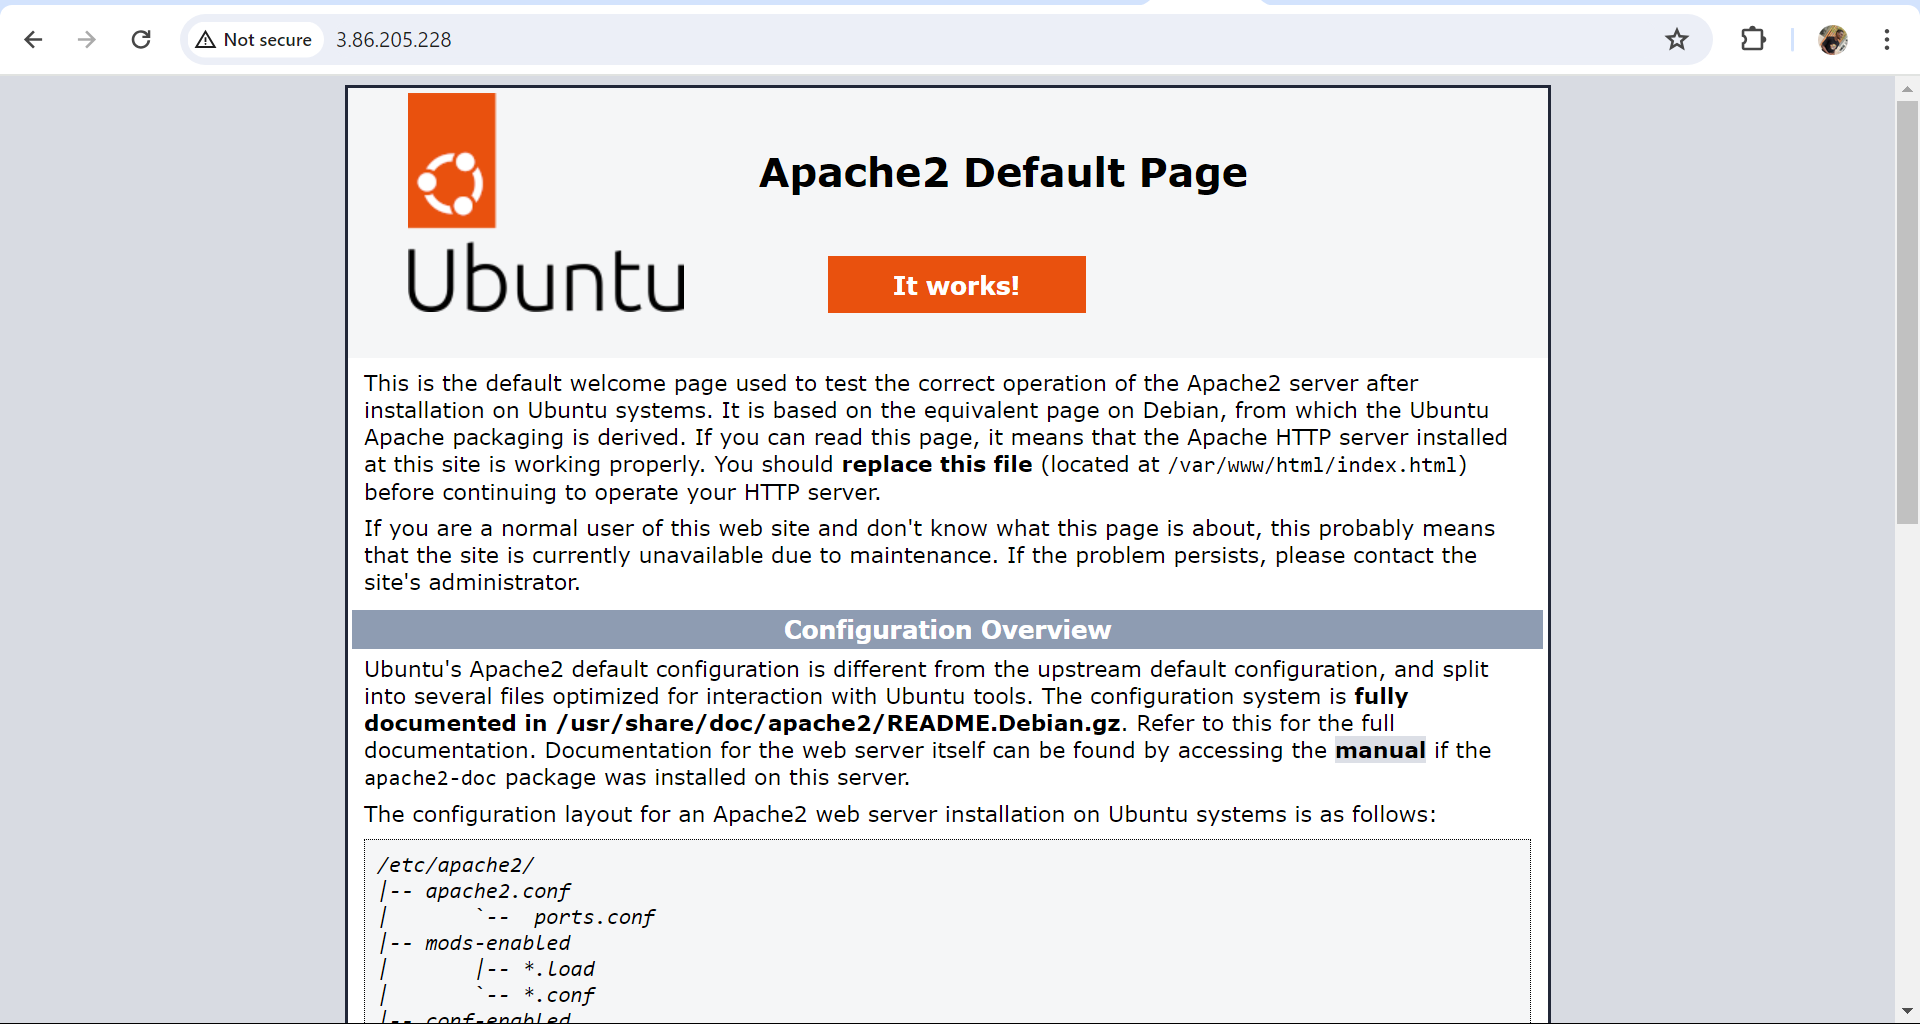 Not secure 3.86.205.228
Apache2 Default Page
Ubuntu
It works!
This is the default welcome page used to test the correct operation of the Apache2 server after
installation on Ubuntu systems. It is based on the equivalent page on Debian, from which the Ubuntu
Apache packaging is derived. If you can read this page, it means that the Apache HTTP server installed
at this site is working properly. You should replace this file (located at /var/www/html/index.html)
before continuing to operate your HTTP server.
If you are a normal user of this web site and don't know what this page is about, this probably means
that the site is currently unavailable due to maintenance. If the problem persists, please contact the
site's administrator.
Configuration Overview
Ubuntu's Apache2 default configuration is different from the upstream default configuration, and split
into several files optimized for interaction with Ubuntu tools. The configuration system is fully
documented in /usr/share/doc/apache2/README.Debian.gz. Refer to this for the full
documentation. Documentation for the web server itself can be found by accessing the manual if the
apache2-doc package was installed on this server.
The configuration layout for an Apache2 web server installation on Ubuntu systems is as follows:
/etc/apache2/
|-- apache2.conf
|       `--  ports.conf
|-- mods-enabled
|       |-- *.load
|       `-- *.conf
|-- conf-enabled